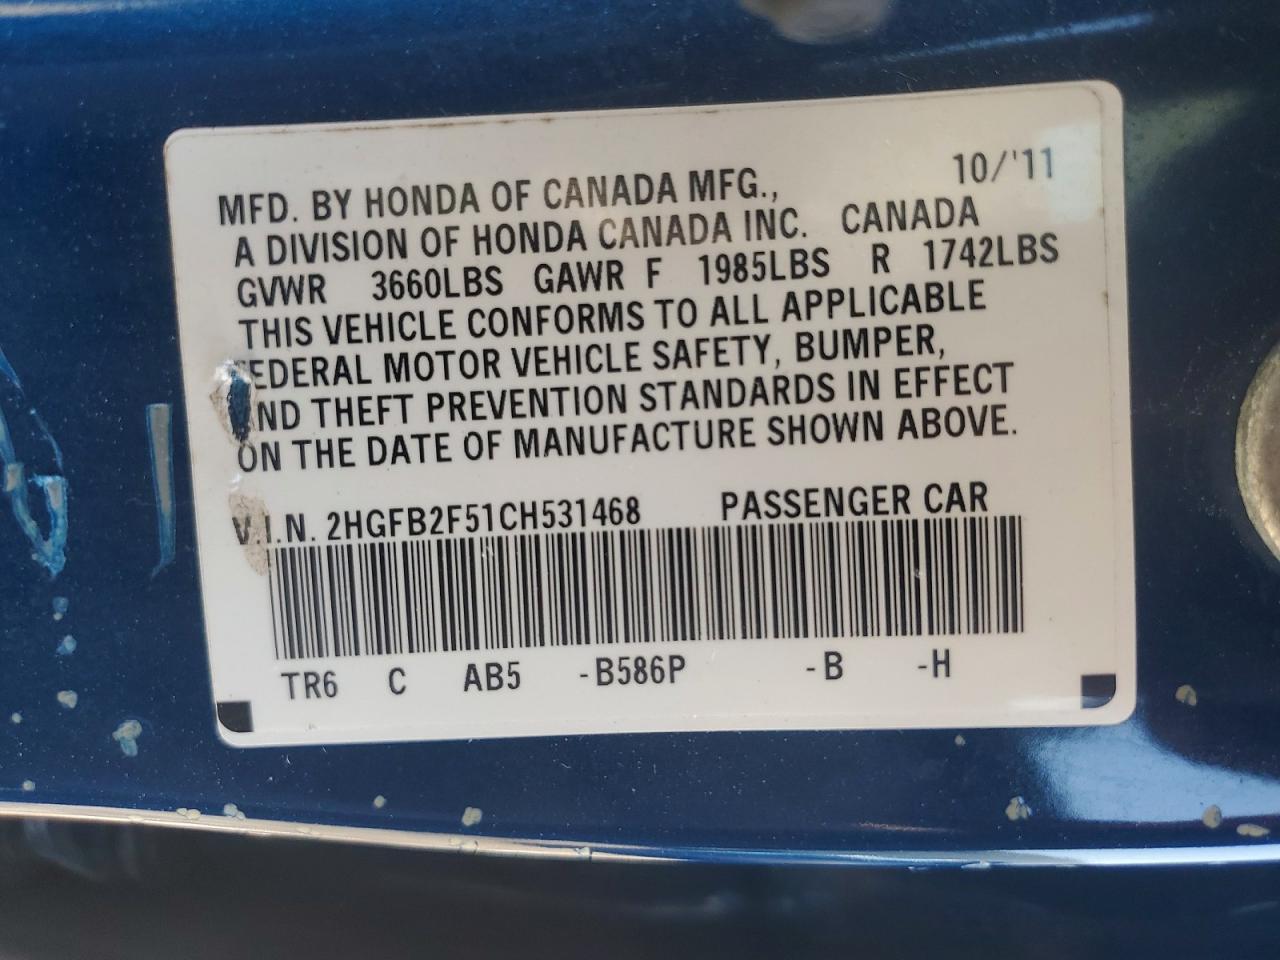 10/'11
MFD. BY HONDA OF CANADA MFG.,
A DIVISION OF HONDA CANADA INC. CANADA
GVWR 3660LBS GAWR F 1985LBS R 1742LBS
THIS VEHICLE CONFORMS TO ALL APPLICABLE
FEDERAL MOTOR VEHICLE SAFETY, BUMPER,
AND THEFT PREVENTION STANDARDS IN EFFECT
ON THE DATE OF MANUFACTURE SHOWN ABOVE.
V.I.N. 2HGFB2F51CH531468 PASSENGER CAR
TR6 C AB5 -B586P -B -H